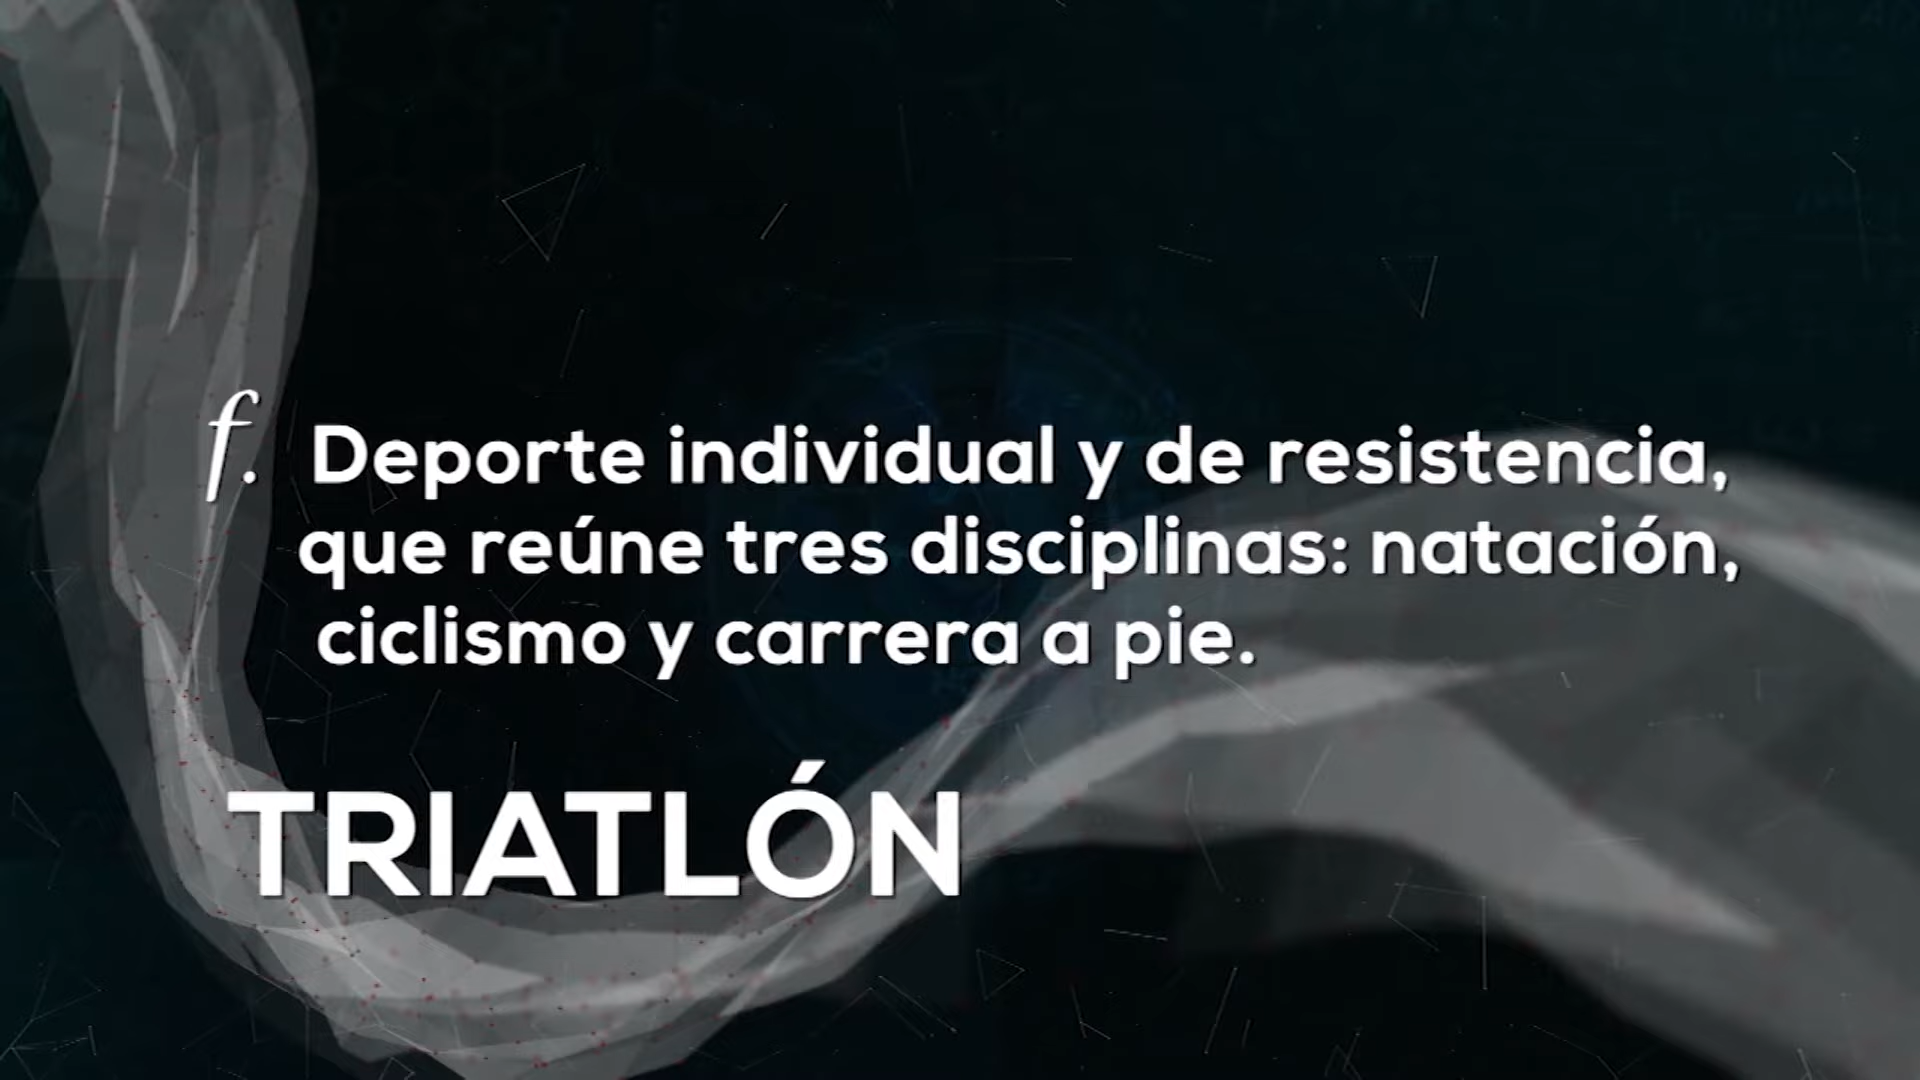 f. Deporte individual y de resistencia,
que reúne tres disciplinas: natación,
ciclismo y carrera a pie.
TRIATLÓN